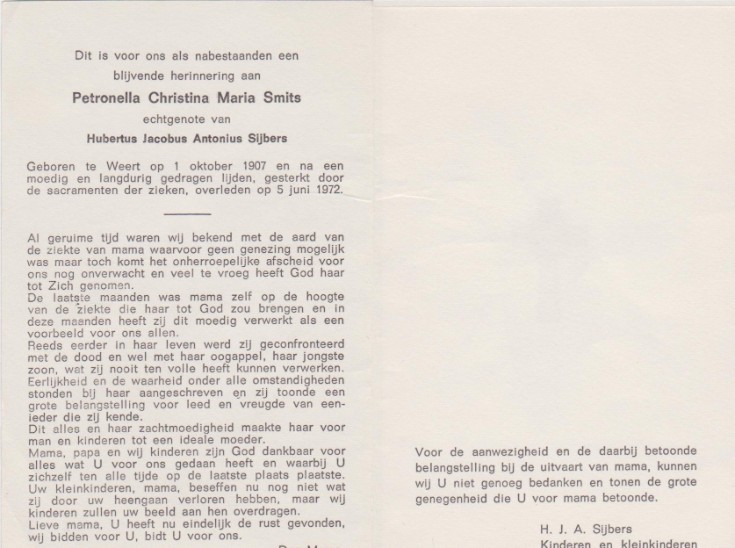 Dit is voor ons als nabestaanden een
blijvende herinnering aan
Petronella Christina Maria Smits
echtgenote van
Hubertus Jacobus Antonius Sijbers
Geboren te Weert op 1 oktober 1907 en na een
moedig en langdurig gedragen lijden, gesterkt door
de sacramenten der zieken, overleden op 5 juni 1972.
Al geruime tijd waren wij bekend met de aard van
de ziekte van mama waarvoor geen genezing mogelijk
was maar toch komt het onherroepelijke afscheid voor
ons nog onverwacht en veel te vroeg heeft God haar
tot Zich genomen.
De laatste maanden was mama zelf op de hoogte
van de ziekte die haar tot God zou brengen en in
deze maanden heeft zij dit moedig verwerkt als een
voorbeeld voor ons allen.
Reeds eerder in haar leven werd zij geconfronteerd
met de dood en wel met haar oogappel, haar jongste
zoon, wat zij nooit ten volle heeft kunnen verwerken.
Eerlijkheid en de waarheid onder alle omstandigheden
stonden bij haar aangeschreven en zij toonde een
grote belangstelling voor leed en vreugde van een-
ieder die zij kende.
Dit alles en haar zachtmoedigheid maakte haar voor
man en kinderen tot een ideale moeder.
Mama, papa en wij kinderen zijn God dankbaar voor
alles wat U voor ons gedaan heeft en waarbij U
zichzelf ten alle tijde op de laatste plaats plaatste.
Uw kleinkinderen, mama, beseffen nu nog niet wat
zij door uw heengaan verloren hebben, maar wij
kinderen zullen uw beeld aan hen overdragen.
Lieve mama, U heeft nu eindelijk de rust gevonden,
wij bidden voor U, bidt U voor ons.
Voor de aanwezigheid en de daarbij betoonde
belangstelling bij de uitvaart van mama, kunnen
wij U niet genoeg bedanken en tonen de grote
genegenheid die U voor mama betoonde.
H. J. A. Sijbers
Kinderen en kleinkinderen